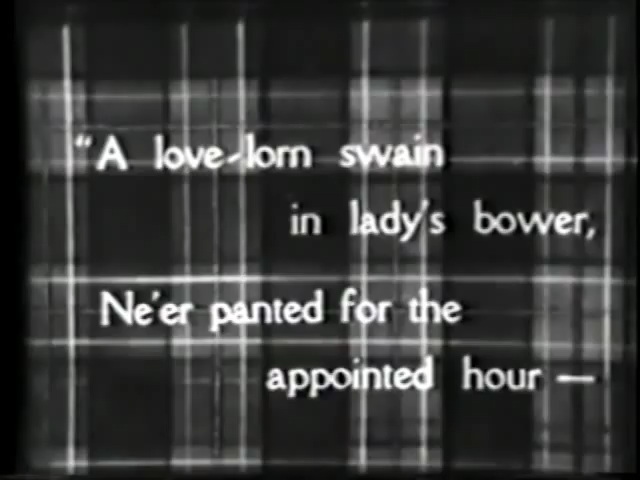 “A love-lorn swain
in lady's bower,
Ne'er panted for the
appointed hour —